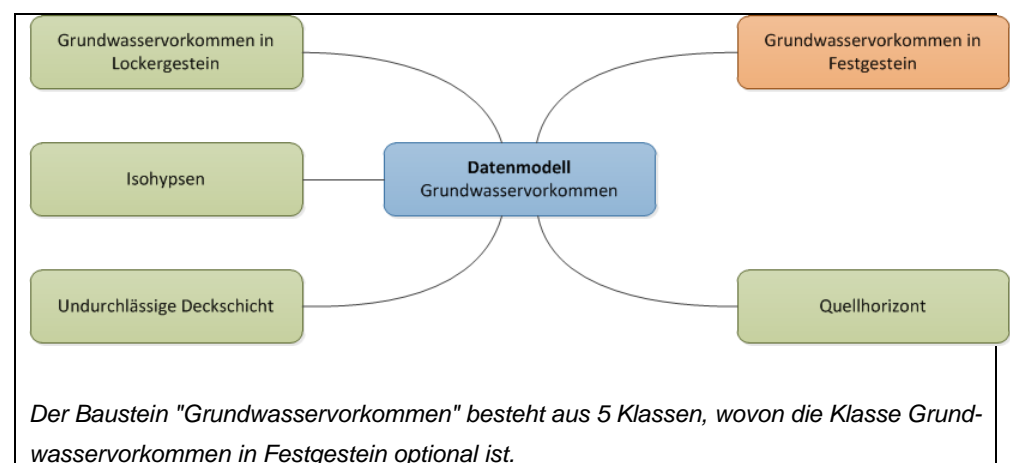 Grundwasservorkommen in
Lockergestein
Grundwasservorkommen in
Festgestein
Isohypsen
Datenmodell
Grundwasservorkommen
Undurchlässige Deckschicht
Quellhorizont
Der Baustein "Grundwasservorkommen" besteht aus 5 Klassen, wovon die Klasse Grund-
wasservorkommen in Festgestein optional ist.